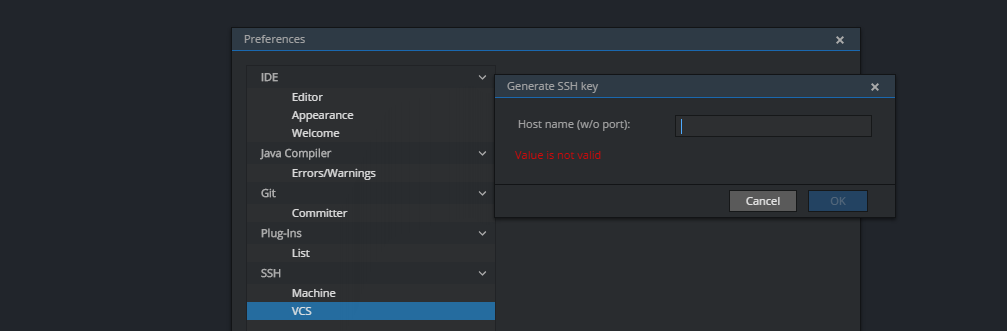 Preferences
IDE
Editor
Appearance
Welcome
Java Compiler
Errors/Warnings
Git
Committer
Plug-Ins
List
SSH
Machine
VCS
Generate SSH key
Host name (w/o port):
Value is not valid
Cancel
OK